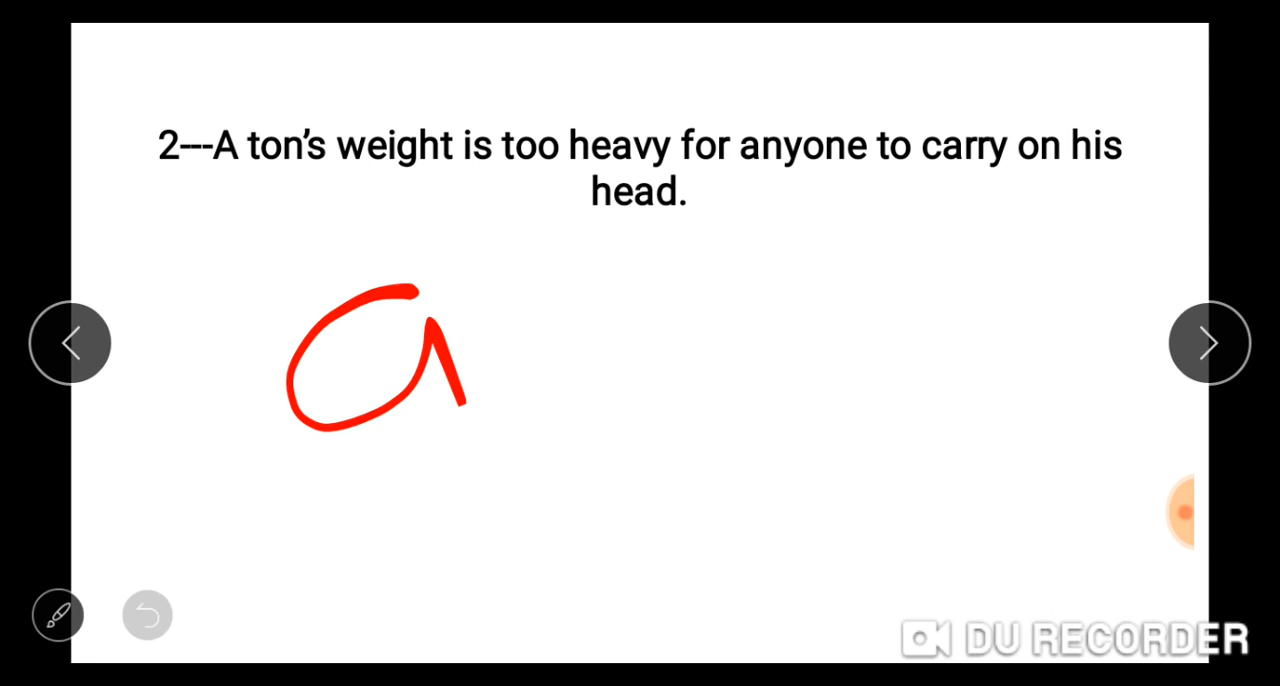 2---A ton’s weight is too heavy for anyone to carry on his
head.
a
DU RECORDER